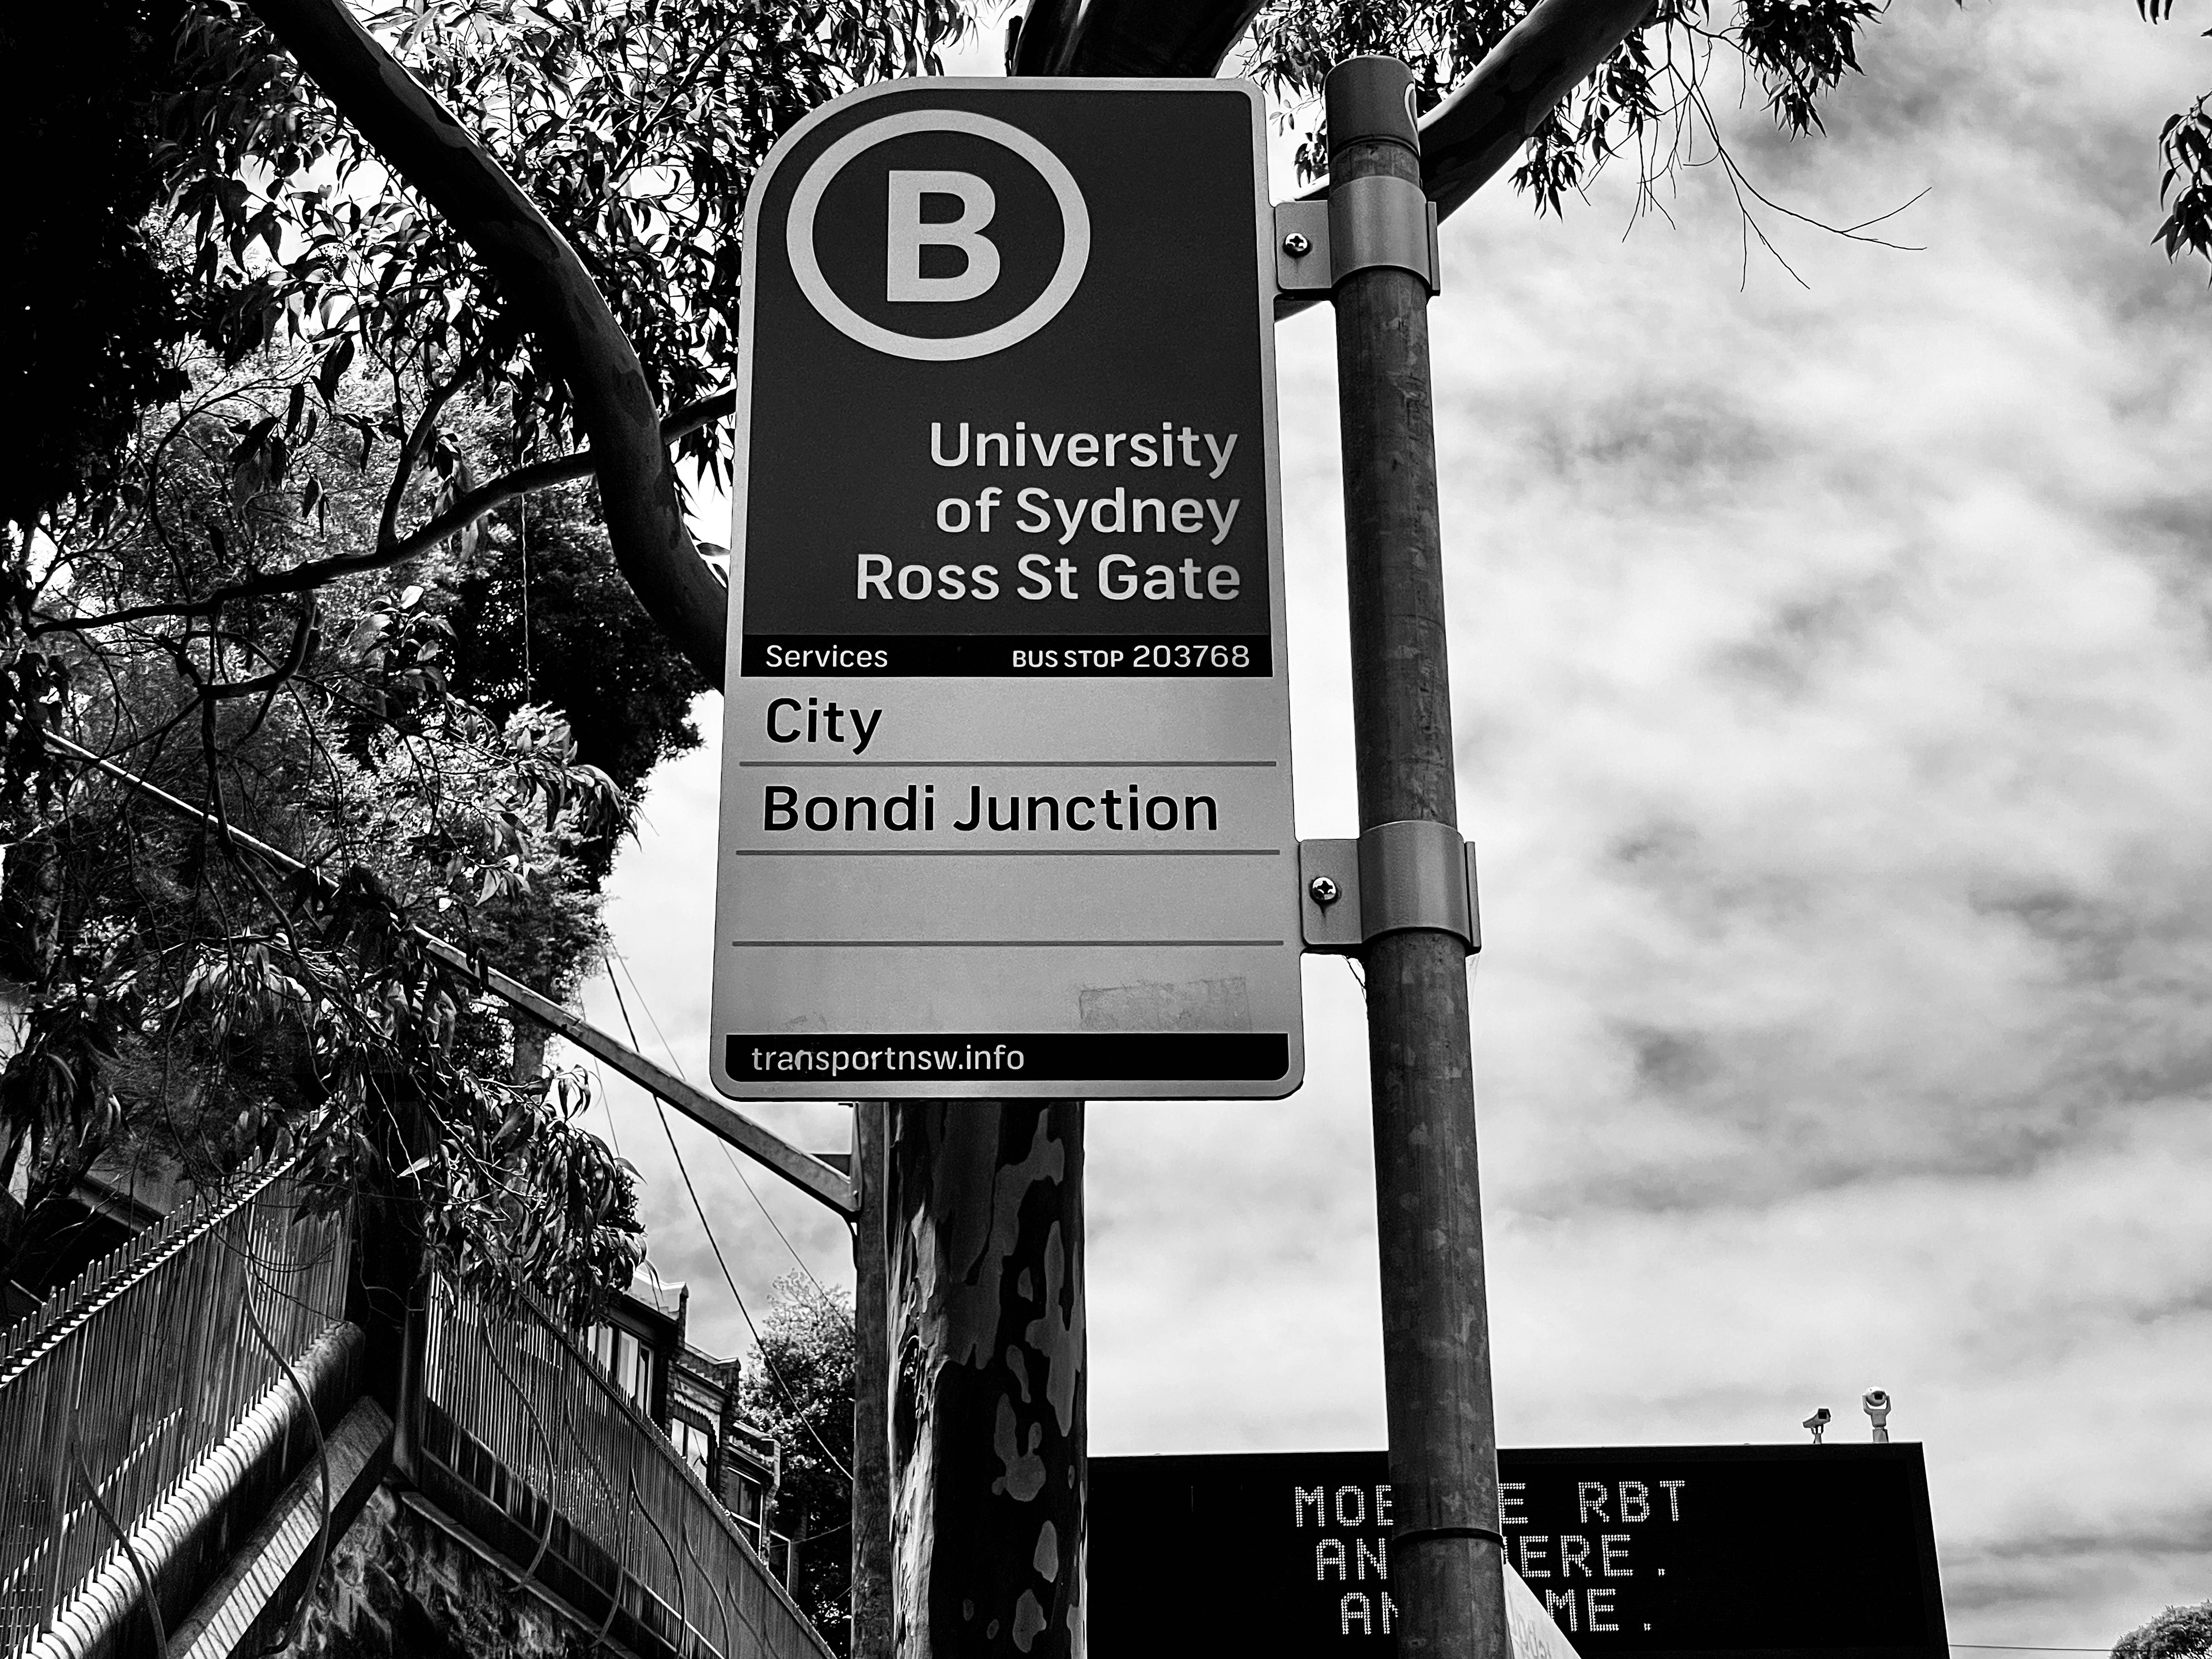 B
University
of Sydney
Ross St Gate
Services BUS STOP 203768
City
Bondi Junction
transportnsw.info
RBT